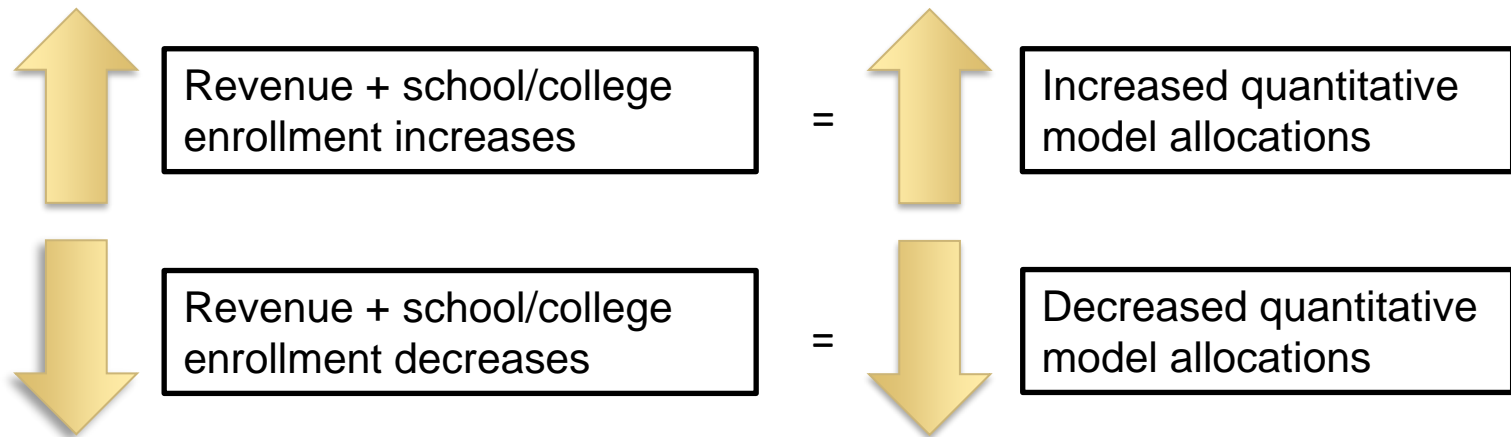 Revenue + school/college
enrollment increases
=
Increased quantitative
model allocations
Revenue + school/college
enrollment decreases
=
Decreased quantitative
model allocations